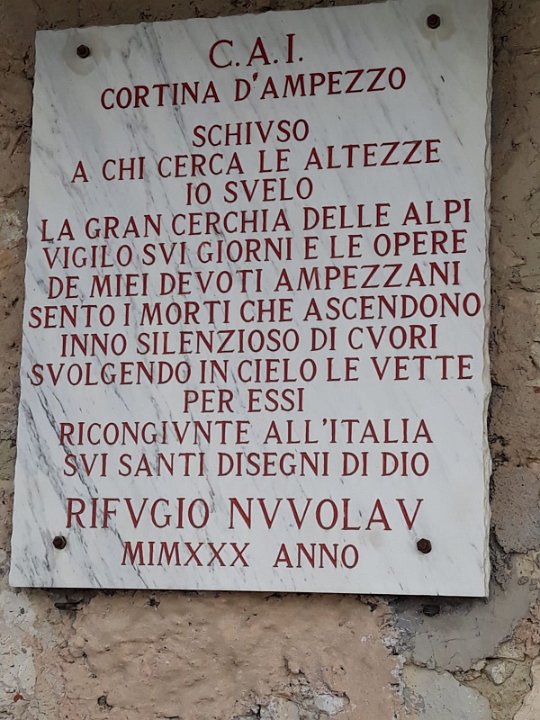 C.A.I.
CORTINA D'AMPEZZO
SCHIVSO
A CHI CERCA LE ALTEZZE
IO SVELO
LA GRAN CERCHIA DELLE ALPI
VIGILO SVI GIORNI E LE OPERE
DE MIEI DEVOTI AMPEZZANI
SENTO I MORTI CHE ASCENDONO
INNO SILENZIOSO DI CVORI
SVOLGENDO IN CIELO LE VETTE
PER ESSI
RICONGIVNTE ALL'ITALIA
SVI SANTI DISEGNI DI DIO
RIFVGIO NVVOLAV
MIMXXX ANNO